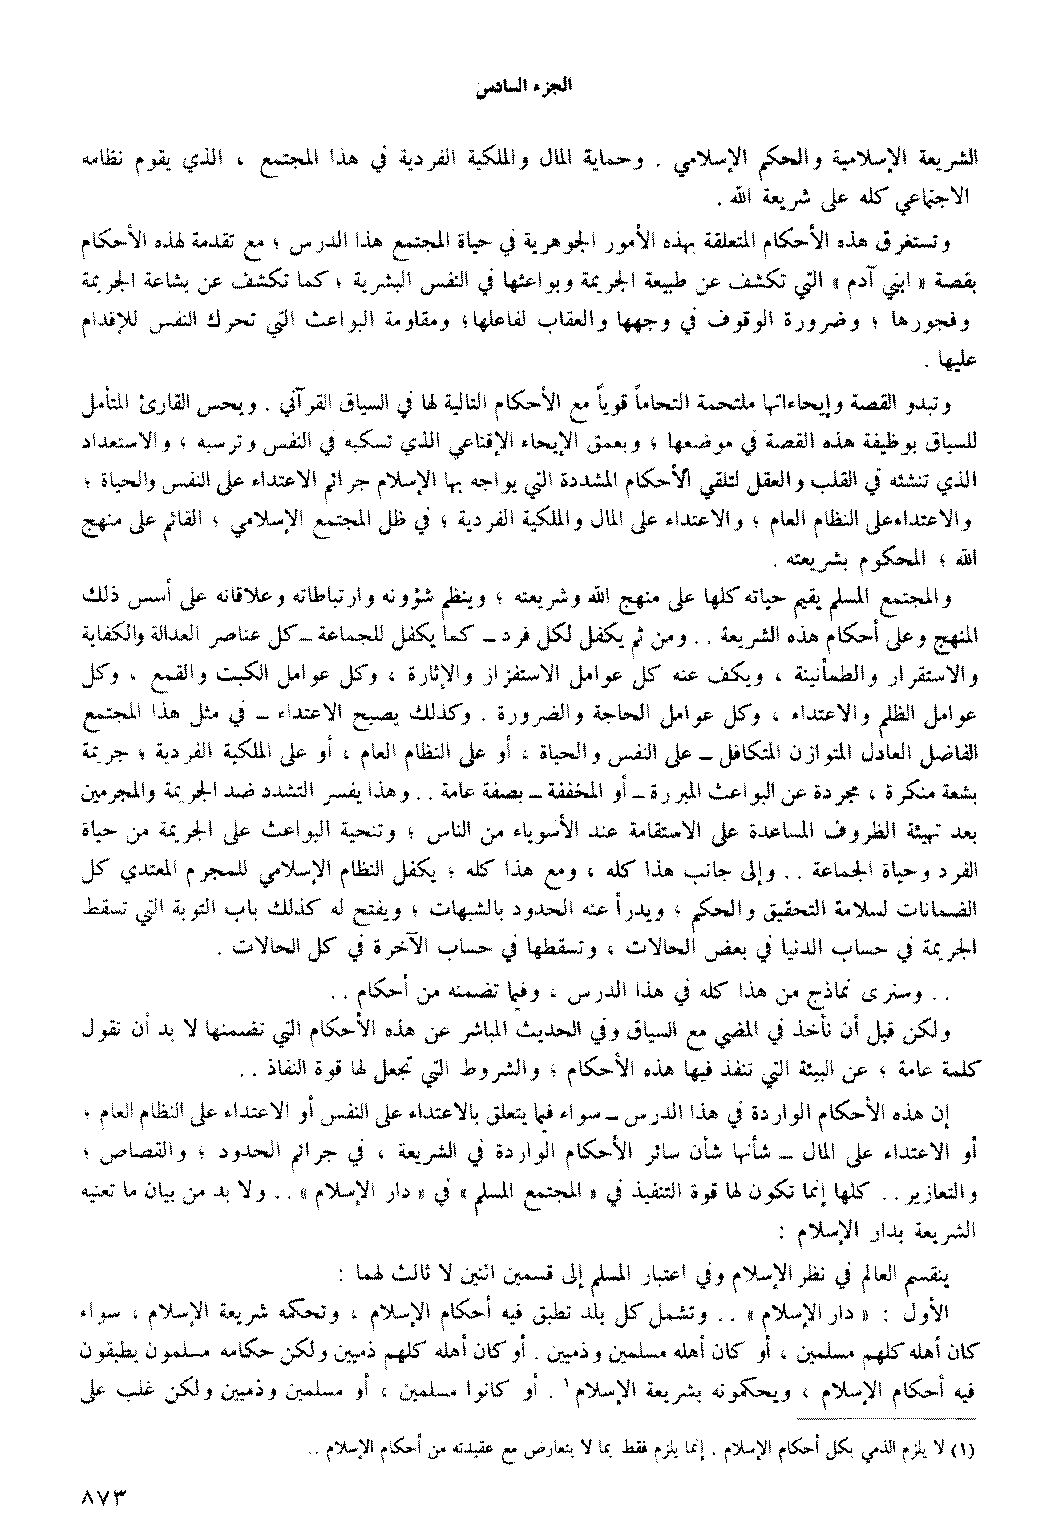 الجزء السادس
الشريعة الإسلامية والحكم الإسلامي . وحماية المال والملكية الفردية في هذا المجتمع ، الذي يقوم نظامه
الاجتماعي كله على شريعة الله .
وتستغرق هذه الأحكام المتعلقة بهذه الأمور الجوهرية في حياة المجتمع هذا الدرس ؛ مع تقدمة لهذه الأحكام
بقصة « ابني آدم » التي تكشف عن طبيعة الجريمة وبواعثها في النفس البشرية ؛ كما تكشف عن بشاعة الجريمة
وفجورها ؛ وضرورة الوقوف في وجهها والعقاب لفاعلها؛ ومقاومة البواعث التي تحرك النفس للإقدام
عليها .
وتبدو القصة وإيحاءاتها ملتحمة التحاماً قوياً مع الأحكام التالية لها في السياق القرآني . ويحس القارئ المتأمل
للسياق بوظيفة هذه القصة في موضعها ؛ وبعمق الإيحاء الإقناعي الذي تسكبه في النفس وترسبه ؛ والاستعداد
الذي تنشئه في القلب والعقل لتلقي الأحكام المشددة التي يواجه بها الإسلام جرائم الاعتداء على النفس والحياة ؛
والاعتداء على النظام العام ؛ والاعتداء على المال والملكية الفردية ؛ في ظل المجتمع الإسلامي ؛ القائم على منهج
الله ؛ المحكوم بشريعته .
والمجتمع المسلم يقيم حياته كلها على منهج الله وشريعته ؛ وينظم شؤونه وارتباطاته وعلاقاته على أسس ذلك
المنهج وعلى أحكام هذه الشريعة .. ومن ثم يكفل لكل فرد – كما يكفل للجماعة – كل عناصر العدالة والكفاية
والاستقرار والطمأنينة ، ويكف عنه كل عوامل الاستفزاز والإثارة ، وكل عوامل الكبت والقمع ، وكل
عوامل الظلم والاعتداء ، وكل عوامل الحاجة والضرورة . وكذلك يصبح الاعتداء – في مثل هذا المجتمع
الفاضل العادل المتوازن المتكافل – على النفس والحياة ، أو على النظام العام ، أو على الملكية الفردية ؛ جريمة
بشعة منكرة ، مجردة عن البواعث المبررة – أو المخففة – بصفة عامة .. وهذا يفسر التشدد ضد الجريمة والمجرمين
بعد تهيئة الظروف المساعدة على الاستقامة عند الأسوياء من الناس ؛ وتنحية البواعث على الجريمة من حياة
الفرد وحياة الجماعة .. وإلى جانب هذا كله ، ومع هذا كله ؛ يكفل النظام الإسلامي للمجرم المعتدي كل
الضمانات لسلامة التحقيق والحكم ؛ ويدرأ عنه الحدود بالشبهات ؛ ويفتح له كذلك باب التوبة التي تسقط
الجريمة في حساب الدنيا في بعض الحالات ، وتسقطها في حساب الآخرة في كل الحالات .
.. وسنرى نماذج من هذا كله في هذا الدرس ، وفيما تضمنه من أحكام ..
ولكن قبل أن نأخذ في المضي مع السياق وفي الحديث المباشر عن هذه الأحكام التي تضمنها لا بد أن نقول
كلمة عامة ؛ عن البيئة التي تنفذ فيها هذه الأحكام ؛ والشروط التي تجعل لها قوة النفاذ ..
إن هذه الأحكام الواردة في هذا الدرس – سواء فيما يتعلق بالاعتداء على النفس أو الاعتداء على النظام العام ؛
أو الاعتداء على المال – شأنها شأن سائر الأحكام الواردة في الشريعة ، في جرائم الحدود ؛ والقصاص ؛
والتعازير .. كلها إنما تكون لها قوة التنفيذ في « المجتمع المسلم » في « دار الإسلام » .. ولا بد من بيان ما تعنيه
الشريعة بدار الإسلام :
ينقسم العالم في نظر الإسلام وفي اعتبار المسلم إلى قسمين اثنين لا ثالث لهما :
الأول : « دار الإسلام » .. وتشمل كل بلد تطبق فيه أحكام الإسلام ، وتحكمه شريعة الإسلام ، سواء
كان أهله كلهم مسلمين ، أو كان أهله مسلمين وذميين . أو كان أهله كلهم ذميين ولكن حكامه مسلمون يطبقون
فيه أحكام الإسلام ، ويحكمونه بشريعة الإسلام١ . أو كانوا مسلمين ، أو مسلمين وذميين ولكن غلب على
(١) لا يلزم الذمي بكل أحكام الإسلام . إنما يلزم فقط بما لا يتعارض مع عقيدته من أحكام الإسلام ..
٨٧٣